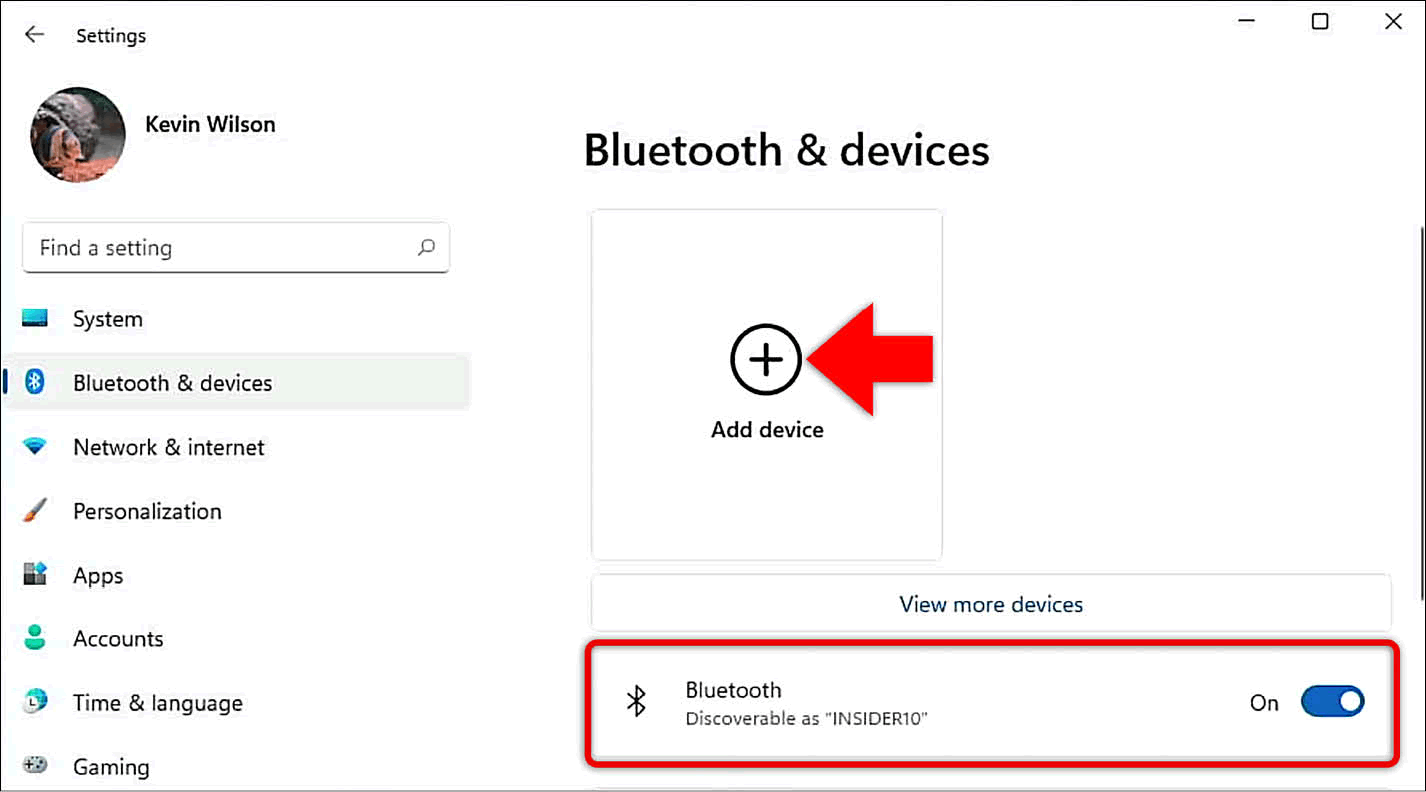 Settings
Kevin Wilson
Find a setting
System
Bluetooth & devices
Network & internet
Personalization
Apps
Accounts
Time & language
Gaming
Bluetooth & devices
Add device
View more devices
Bluetooth
Discoverable as "INSIDER10"
On